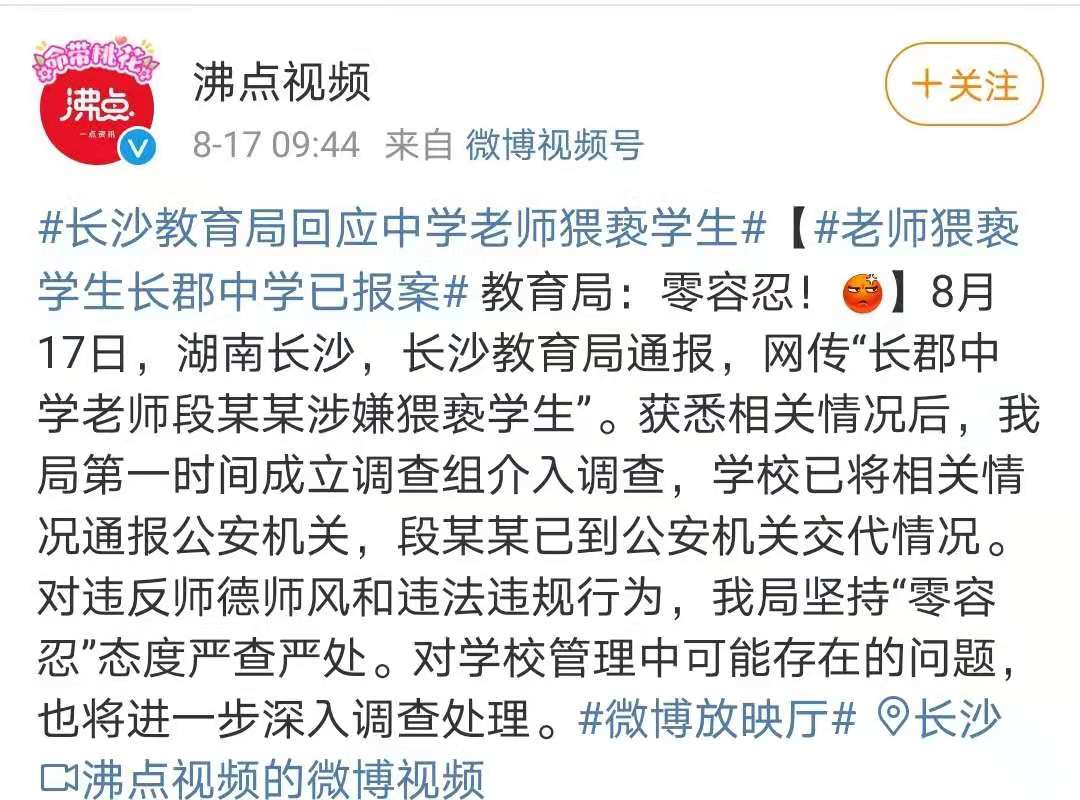 命带桃花
沸点
一点资讯
沸点视频
8-17 09:44 来自 微博视频号
+关注
#长沙教育局回应中学老师猥亵学生#【#老师猥亵
学生长郡中学已报案# 教育局：零容忍！】8月
17日，湖南长沙，长沙教育局通报，网传“长郡中
学老师段某某涉嫌猥亵学生”。获悉相关情况后，我
局第一时间成立调查组介入调查，学校已将相关情
况通报公安机关，段某某已到公安机关交代情况。
对违反师德师风和违法违规行为，我局坚持“零容
忍”态度严查严处。对学校管理中可能存在的问题，
也将进一步深入调查处理。#微博放映厅# 长沙
沸点视频的微博视频